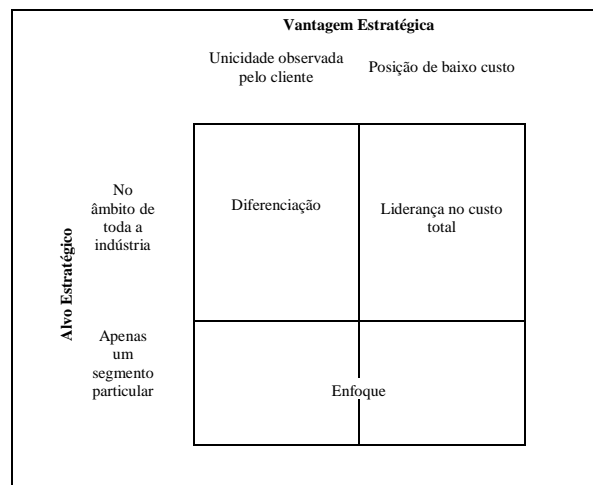 Vantagem Estratégica
Unicidade observada
pelo cliente
Posição de baixo custo
Alvo Estratégico
No
âmbito de
toda a
indústria
Diferenciação
Liderança no custo
total
Apenas
um
segmento
particular
Enfoque